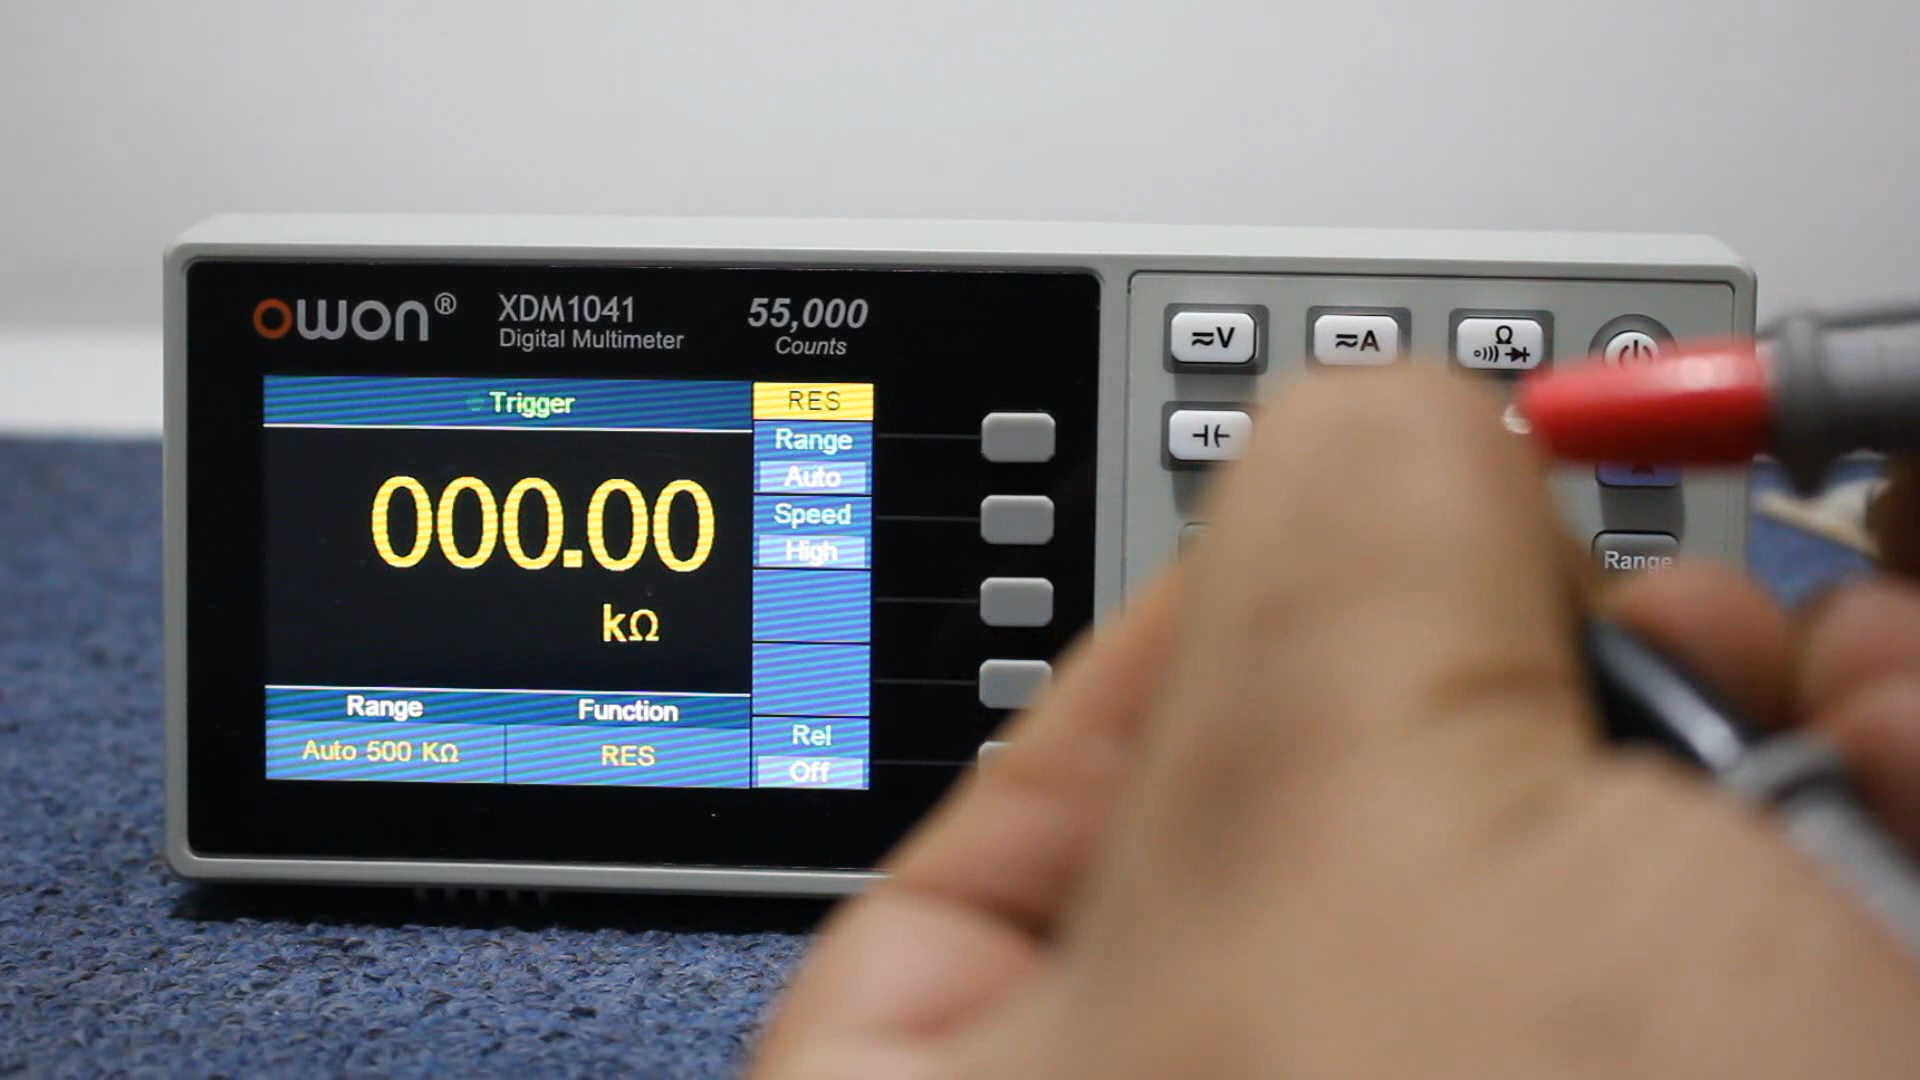 owon®
XDM1041
Digital Multimeter
55,000
Counts
Trigger
RES
Range
Auto
Speed
High
000.00
kΩ
Rel
Off
Range
Function
Auto 500 KΩ
RES
≂V
≂A
Ω
Range